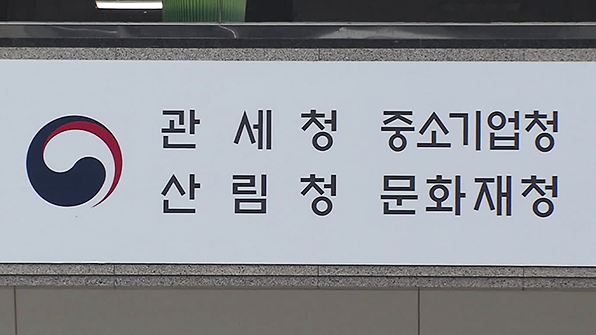 관 세 청 중소기업청
산 림 청 문화재청